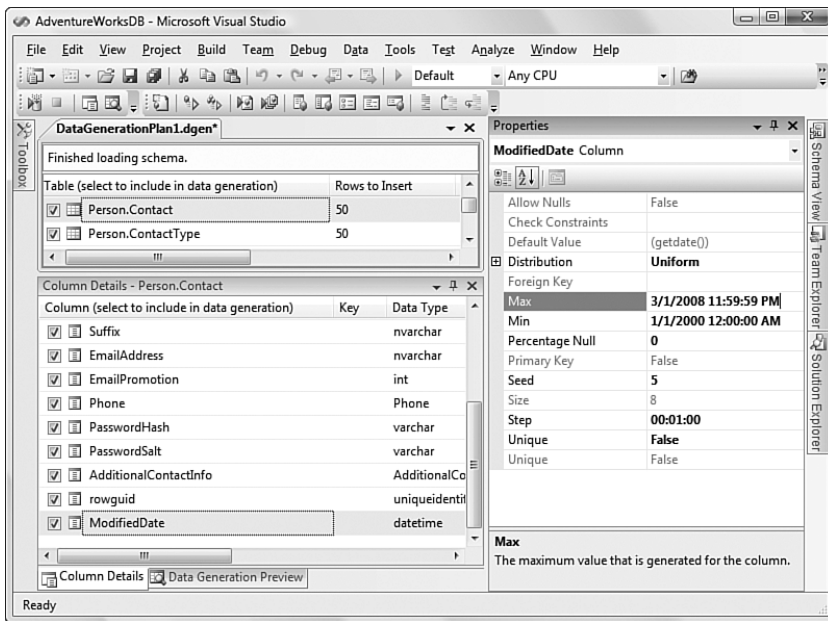 AdventureWorksDB - Microsoft Visual Studio
File Edit View Project Build Team Debug Data Tools Test Analyze Window Help
Default Any CPU
Toolbox
DataGenerationPlan1.dgen*
Finished loading schema.
Table (select to include in data generation) Rows to Insert
Person.Contact 50
Person.ContactType 50
Column Details - Person.Contact
Column (select to include in data generation) Key Data Type
Suffix nvarchar
EmailAddress nvarchar
EmailPromotion int
Phone Phone
PasswordHash varchar
PasswordSalt varchar
AdditionalContactInfo AdditionalCo
rowguid uniqueidentif
ModifiedDate datetime
Column Details Data Generation Preview
Properties
ModifiedDate Column
Allow Nulls False
Check Constraints
Default Value (getdate())
Distribution Uniform
Foreign Key
Max 3/1/2008 11:59:59 PM
Min 1/1/2000 12:00:00 AM
Percentage Null 0
Primary Key False
Seed 5
Size 8
Step 00:01:00
Unique False
Unique False
Max
The maximum value that is generated for the column.
Schema View
Team Explorer
Solution Explorer
Ready